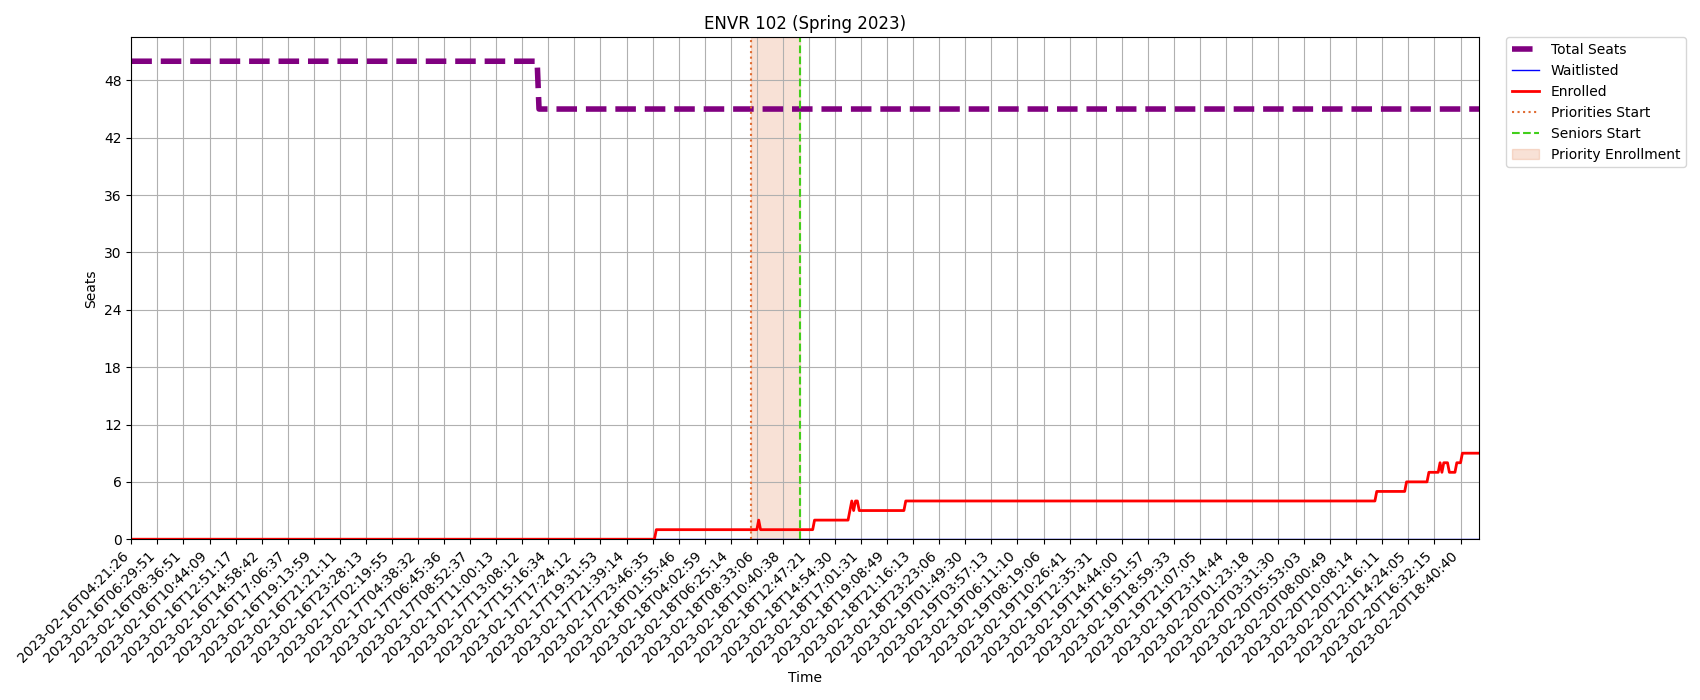 ENVR 102 (Spring 2023)
Total Seats
Waitlisted
Enrolled
Priorities Start
Seniors Start
Priority Enrollment
Seats
48
42
36
30
24
18
12
6
0
2023-02-16T04:21:26
2023-02-16T06:29:51
2023-02-16T08:36:51
2023-02-16T10:44:09
2023-02-16T12:51:17
2023-02-16T14:58:42
2023-02-16T17:06:37
2023-02-16T19:13:59
2023-02-16T21:21:11
2023-02-16T23:28:13
2023-02-17T02:19:55
2023-02-17T04:38:32
2023-02-17T06:45:36
2023-02-17T08:52:37
2023-02-17T11:00:13
2023-02-17T13:08:12
2023-02-17T15:16:34
2023-02-17T17:24:12
2023-02-17T19:31:53
2023-02-17T21:39:14
2023-02-17T23:46:35
2023-02-18T01:55:46
2023-02-18T04:02:59
2023-02-18T06:25:14
2023-02-18T08:33:06
2023-02-18T10:40:38
2023-02-18T12:47:21
2023-02-18T14:54:30
2023-02-18T17:01:31
2023-02-18T19:08:49
2023-02-18T21:16:13
2023-02-18T23:23:06
2023-02-19T01:49:30
2023-02-19T03:57:13
2023-02-19T06:11:10
2023-02-19T08:19:06
2023-02-19T10:26:41
2023-02-19T12:35:31
2023-02-19T14:44:00
2023-02-19T16:51:57
2023-02-19T18:59:33
2023-02-19T21:07:05
2023-02-19T23:14:44
2023-02-20T01:23:18
2023-02-20T03:31:30
2023-02-20T05:53:03
2023-02-20T08:00:49
2023-02-20T10:08:14
2023-02-20T12:16:11
2023-02-20T14:24:05
2023-02-20T16:32:15
2023-02-20T18:40:40
Time